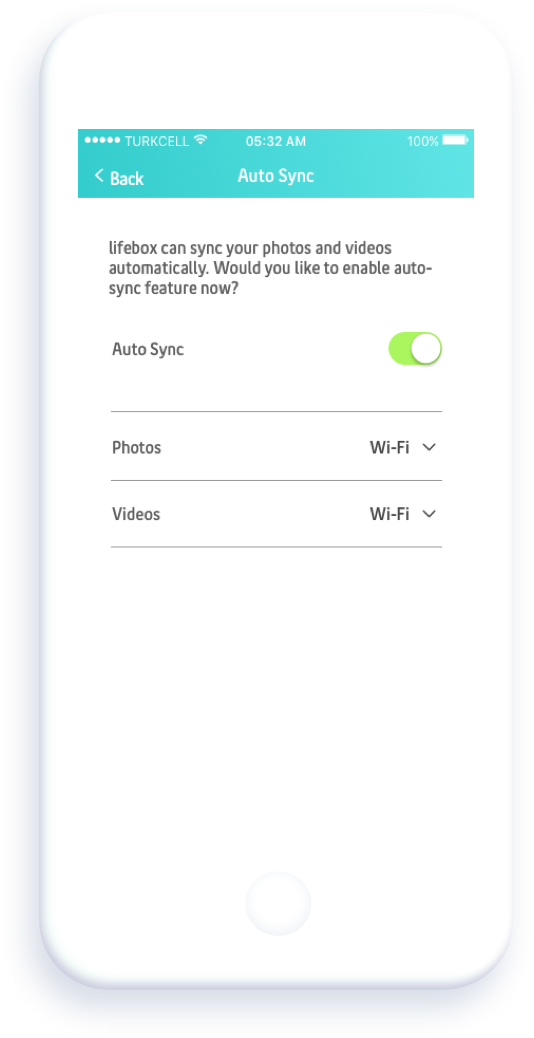 TURKCELL 05:32 AM 100%
Back Auto Sync
lifebox can sync your photos and videos
automatically. Would you like to enable auto-
sync feature now?
Auto Sync
Photos Wi-Fi
Videos Wi-Fi